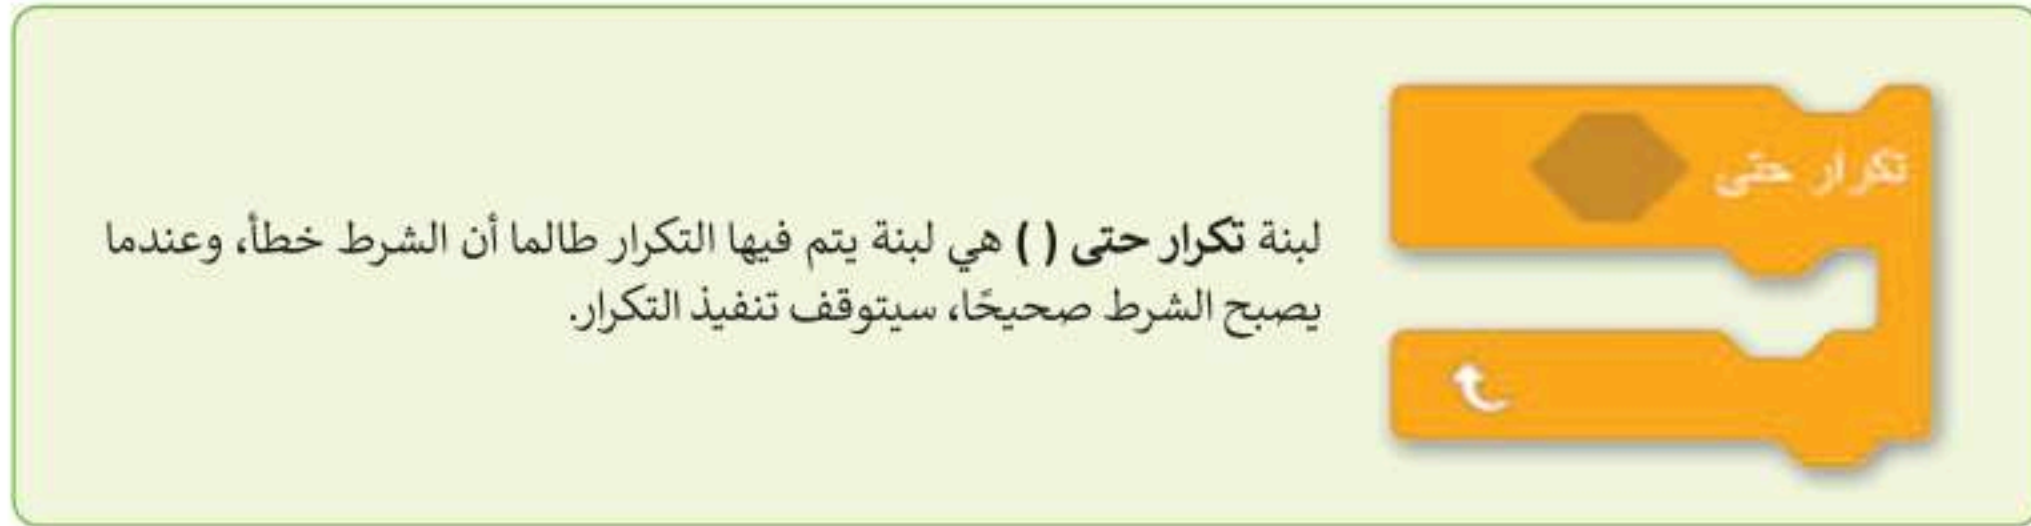 تكرار حتى
لبنة تكرار حتى ( ) هي لبنة يتم فيها التكرار طالما أن الشرط خطأ، وعندما
يصبح الشرط صحيحًا، سيتوقف تنفيذ التكرار.